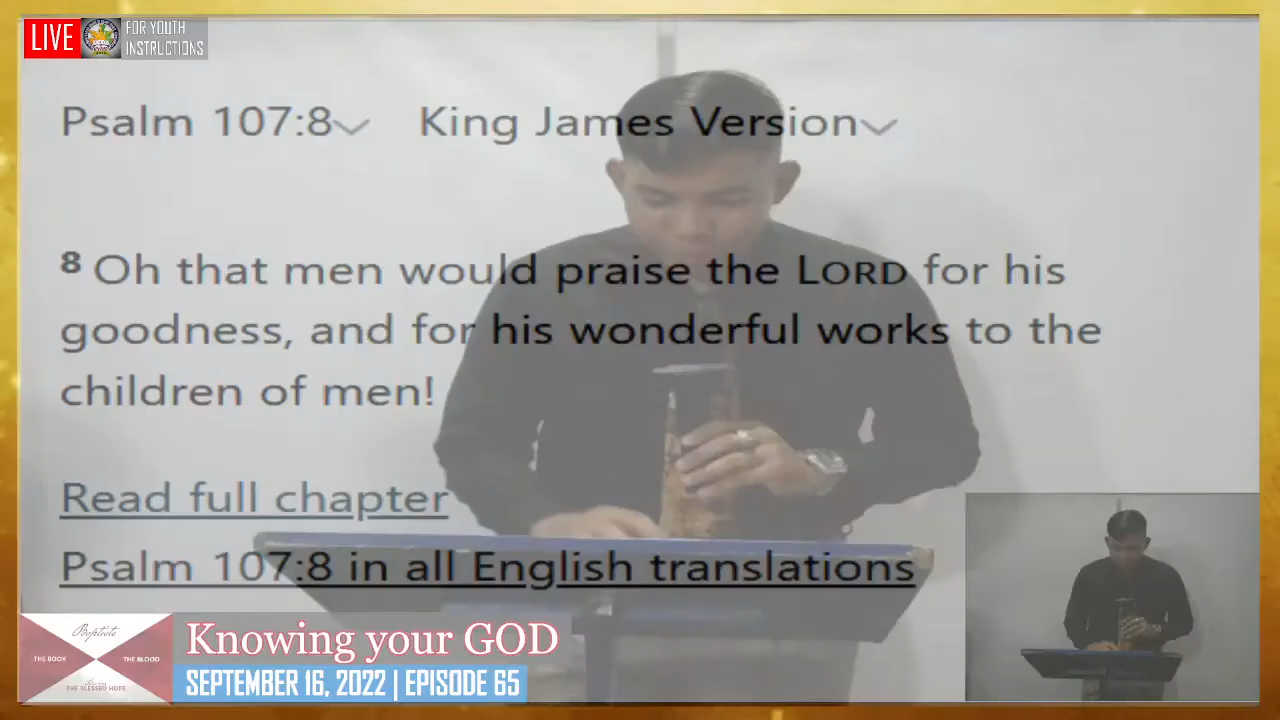 LIVE
FOR YOUTH
INSTRUCTIONS
Psalm 107:8 King James Version
8 Oh that men would praise the LORD for his
goodness, and for his wonderful works to the
children of men!
Read full chapter
Psalm 107:8 in all English translations
Baptists
THE BOOK
THE BLOOD
THE BLESSED HOPE
Knowing your GOD
SEPTEMBER 16, 2022 | EPISODE 65